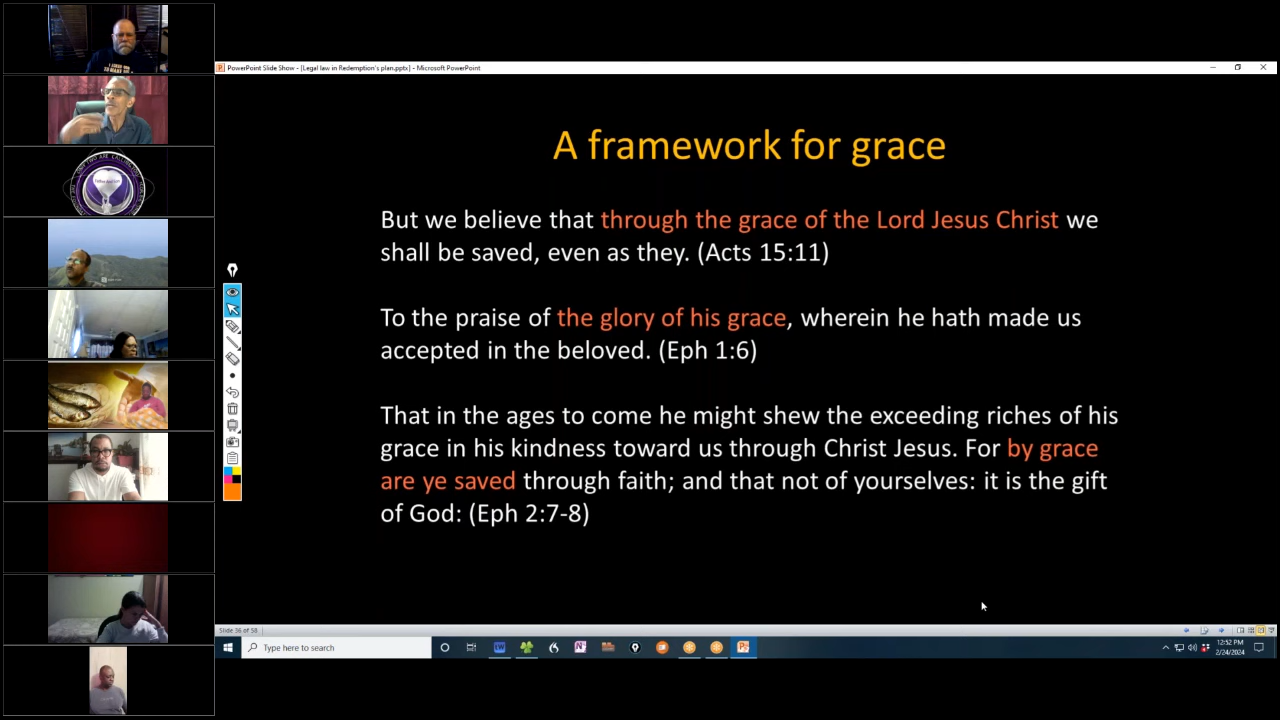 PowerPoint Slide Show - [Legal law in Redemption's plan.pptx] - Microsoft PowerPoint
A framework for grace
But we believe that through the grace of the Lord Jesus Christ we
shall be saved, even as they. (Acts 15:11)
To the praise of the glory of his grace, wherein he hath made us
accepted in the beloved. (Eph 1:6)
That in the ages to come he might shew the exceeding riches of his
grace in his kindness toward us through Christ Jesus. For by grace
are ye saved through faith; and that not of yourselves: it is the gift
of God: (Eph 2:7-8)
Slide 36 of 58
Type here to search
12:52 PM
2/24/2024